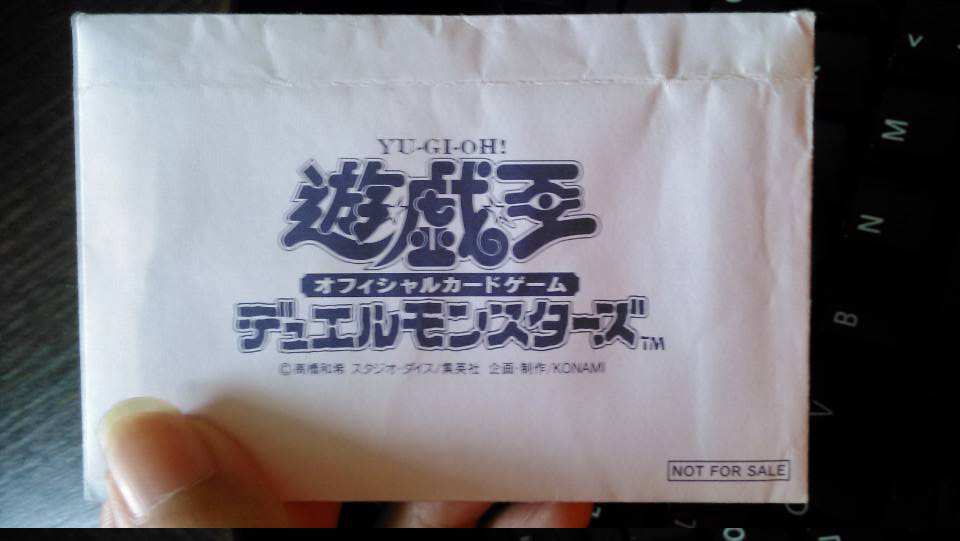 YU-GI-OH!
遊戯王
オフィシャルカードゲーム
デュエルモンスターズ™
©高橋和希 スタジオ・ダイス/集英社 企画・制作/KONAMI
NOT FOR SALE
M
N
B
V